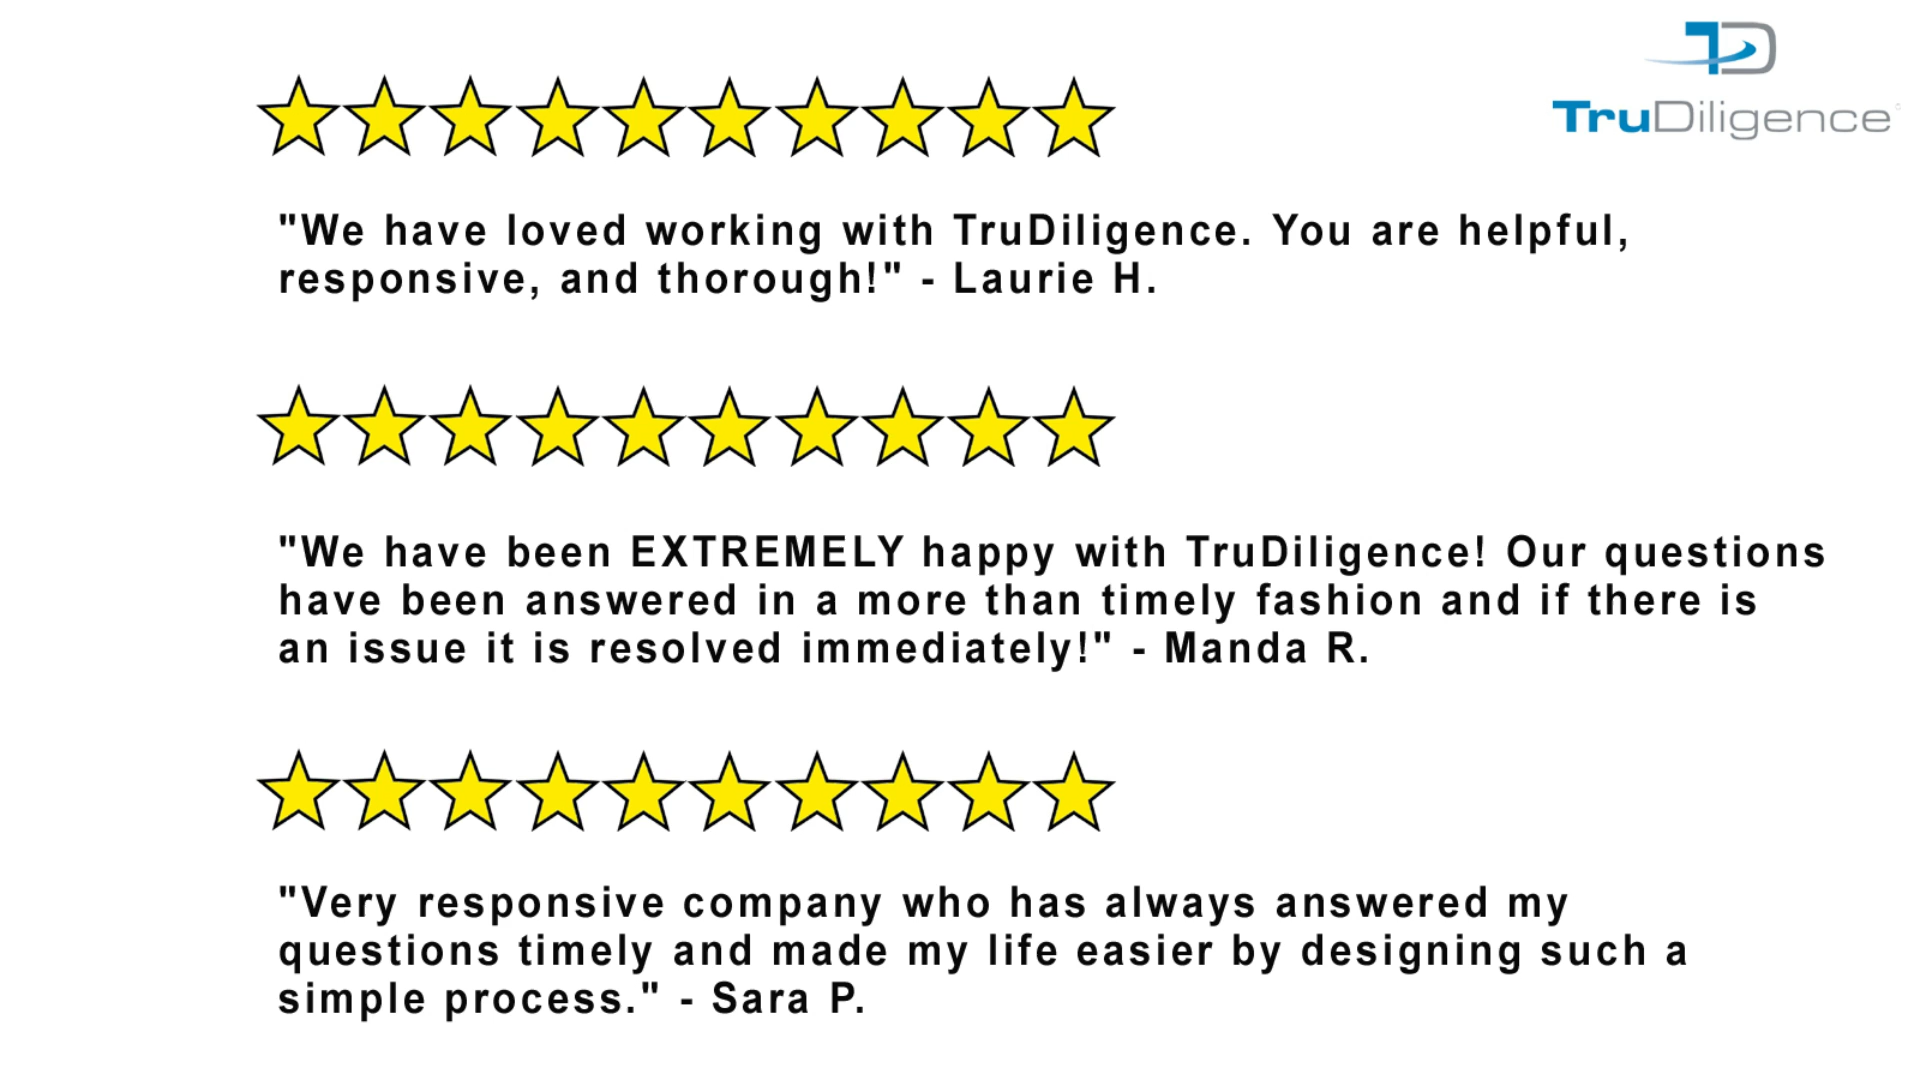 TruDiligence
"We have loved working with TruDiligence. You are helpful,
responsive, and thorough!" - Laurie H.
"We have been EXTREMELY happy with TruDiligence! Our questions
have been answered in a more than timely fashion and if there is
an issue it is resolved immediately!" - Manda R.
"Very responsive company who has always answered my
questions timely and made my life easier by designing such a
simple process." - Sara P.